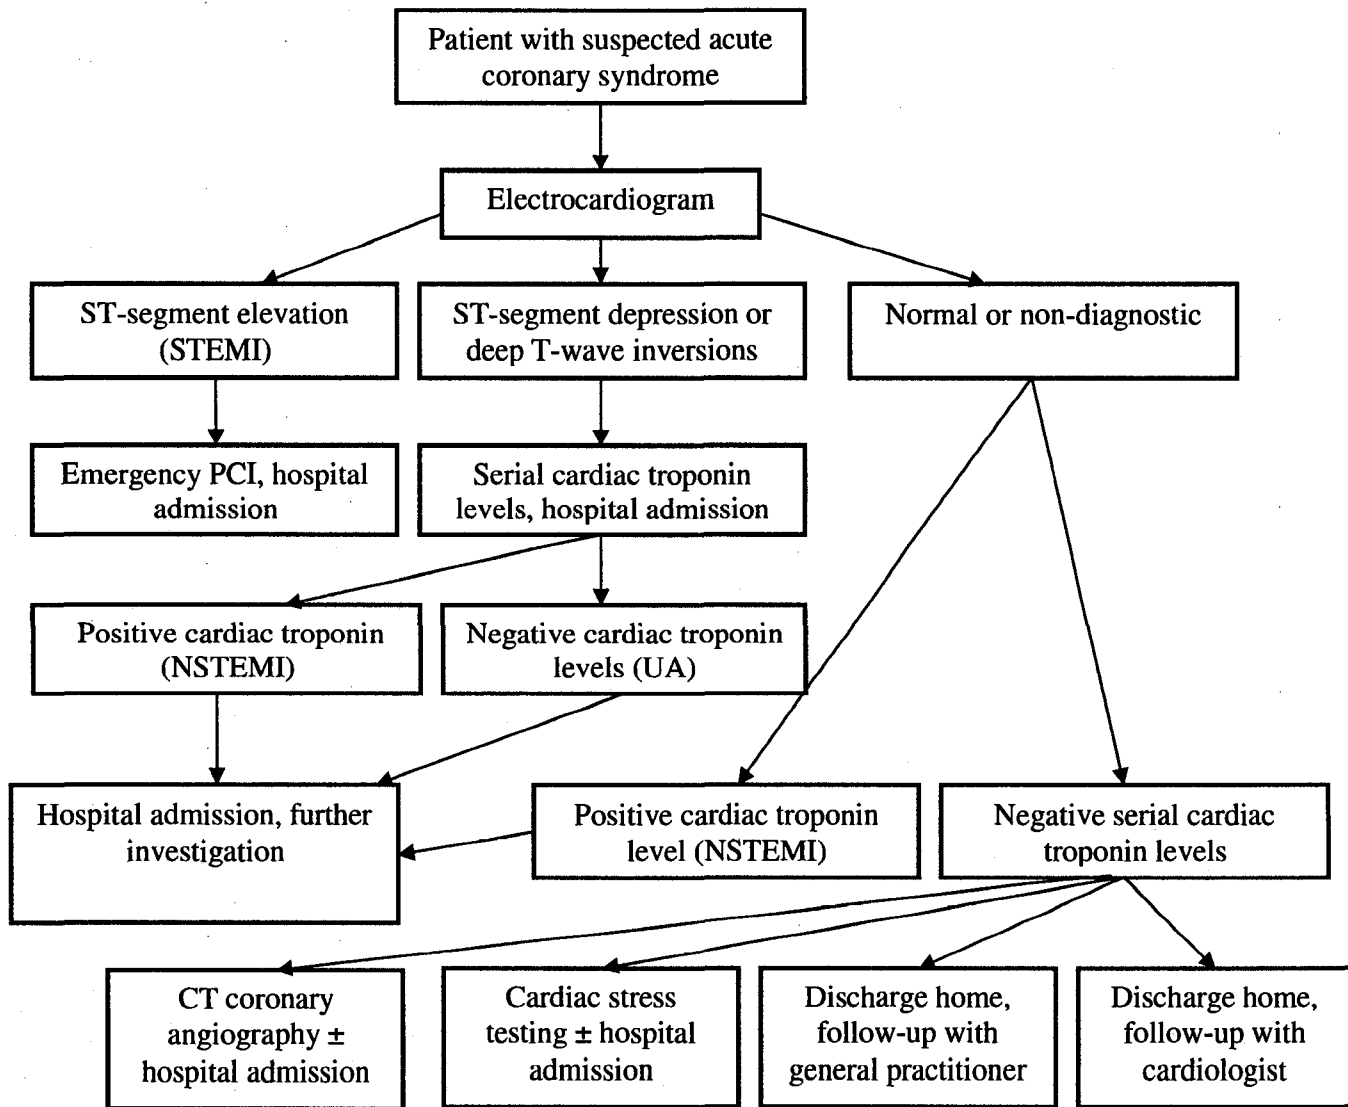 Patient with suspected acute
coronary syndrome
Electrocardiogram
ST-segment elevation
(STEMI)
ST-segment depression or
deep T-wave inversions
Normal or non-diagnostic
Emergency PCI, hospital
admission
Serial cardiac troponin
levels, hospital admission
Positive cardiac troponin
(NSTEMI)
Negative cardiac troponin
levels (UA)
Hospital admission, further
investigation
Positive cardiac troponin
level (NSTEMI)
Negative serial cardiac
troponin levels
CT coronary
angiography ±
hospital admission
Cardiac stress
testing ± hospital
admission
Discharge home,
follow-up with
general practitioner
Discharge home,
follow-up with
cardiologist